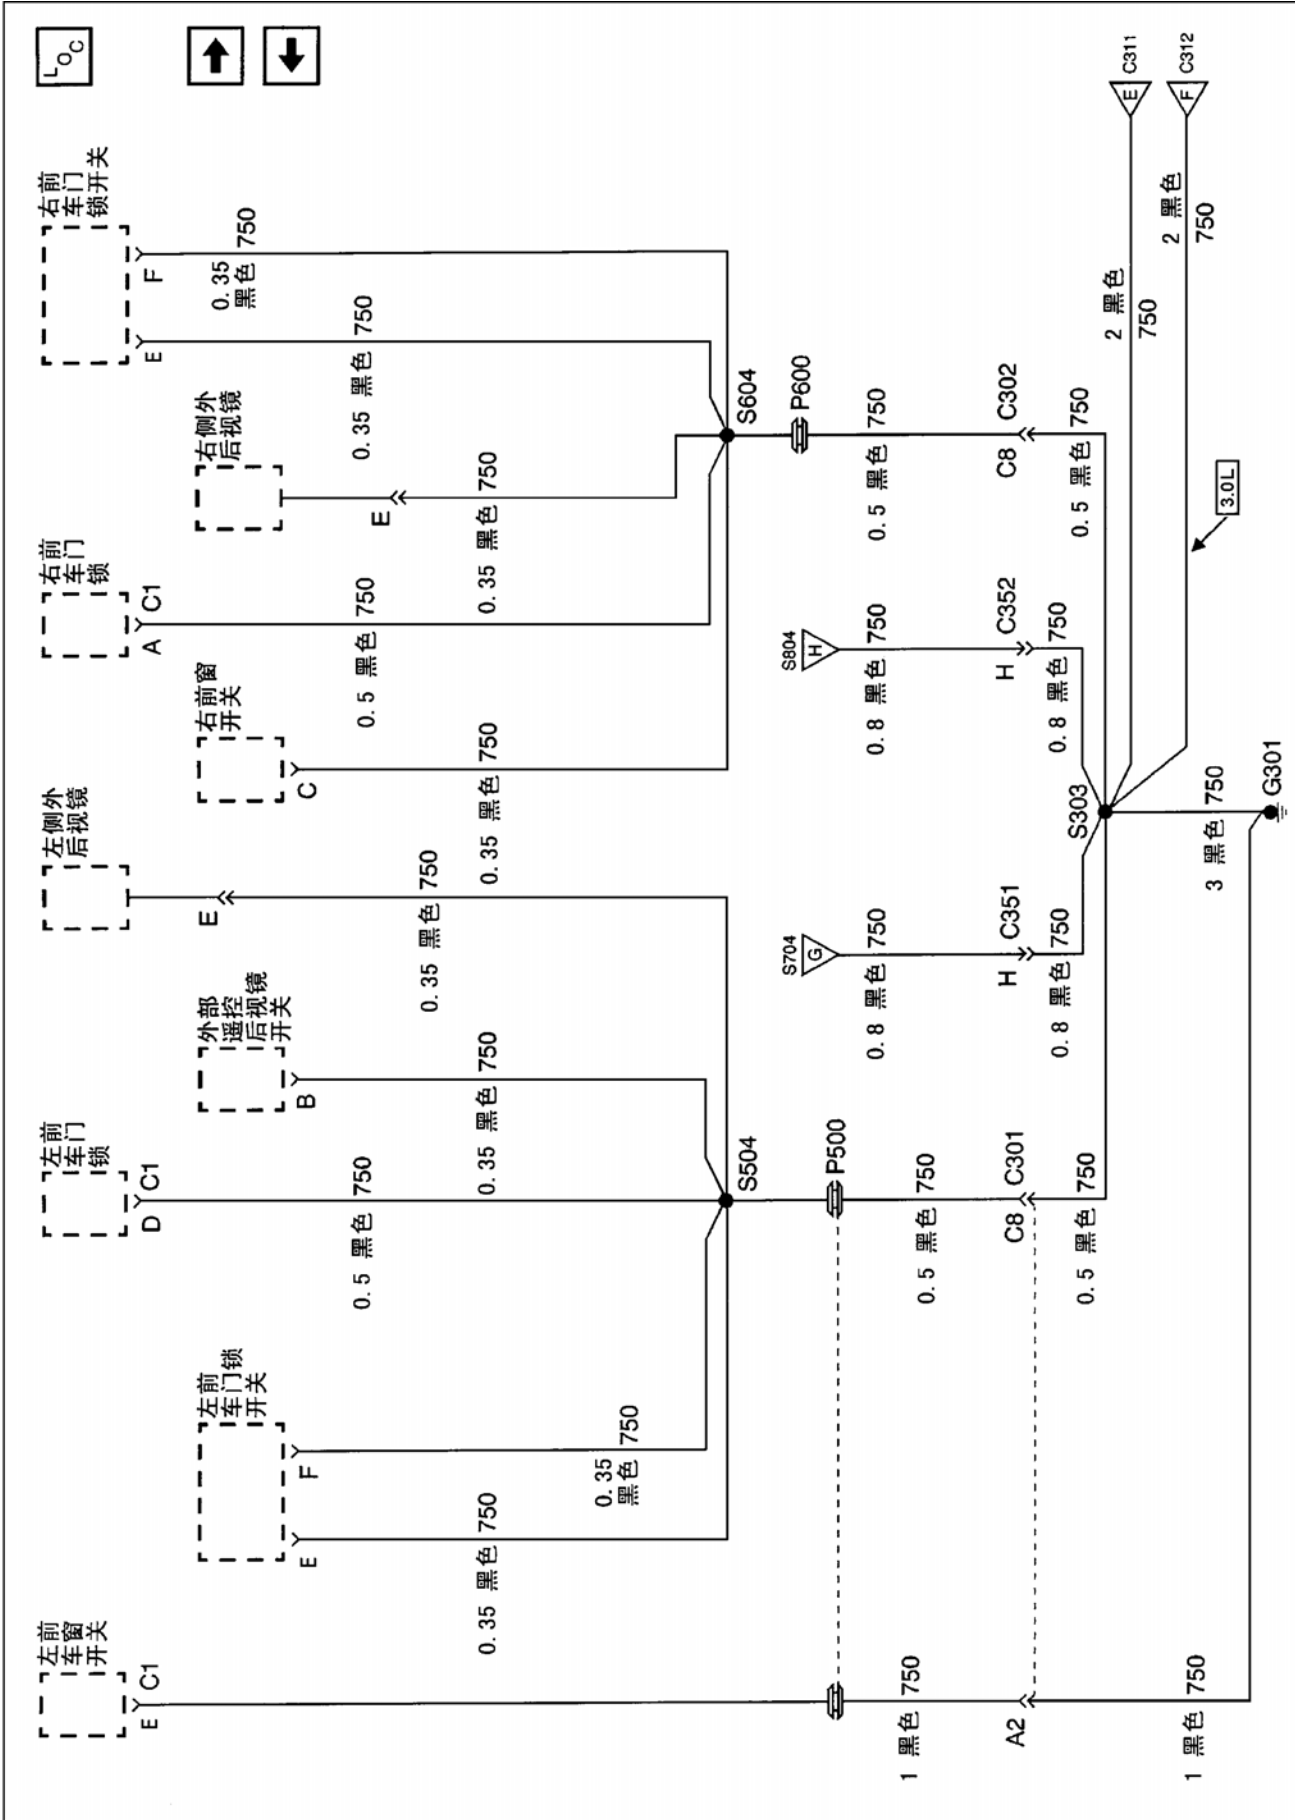 LOC
左前
车窗
开关
E C1
左前
车门锁
开关
E
F
左前
车门
锁
D C1
外部
遥控
后视镜
开关
B
左侧外
后视镜
E
右前窗
开关
C
右前
车门
锁
A C1
右侧外
后视镜
E
右前
车门
锁开关
E
F
0.35 黑色 750
0.35
黑色 750
0.5 黑色 750
0.35 黑色 750
0.35 黑色 750
0.35 黑色 750
0.5 黑色 750
0.35 黑色 750
0.35 黑色 750
0.35
黑色 750
S504
S604
P500
P600
S704
G
S804
H
1 黑色 750
0.5 黑色 750
0.8 黑色 750
0.8 黑色 750
0.5 黑色 750
A2
C8 C301
H C351
H C352
C8 C302
0.5 黑色 750
0.8 黑色 750
0.8 黑色 750
0.5 黑色 750
S303
E C311
2 黑色
750
F C312
2 黑色
750
3.0L
1 黑色 750
3 黑色 750
G301